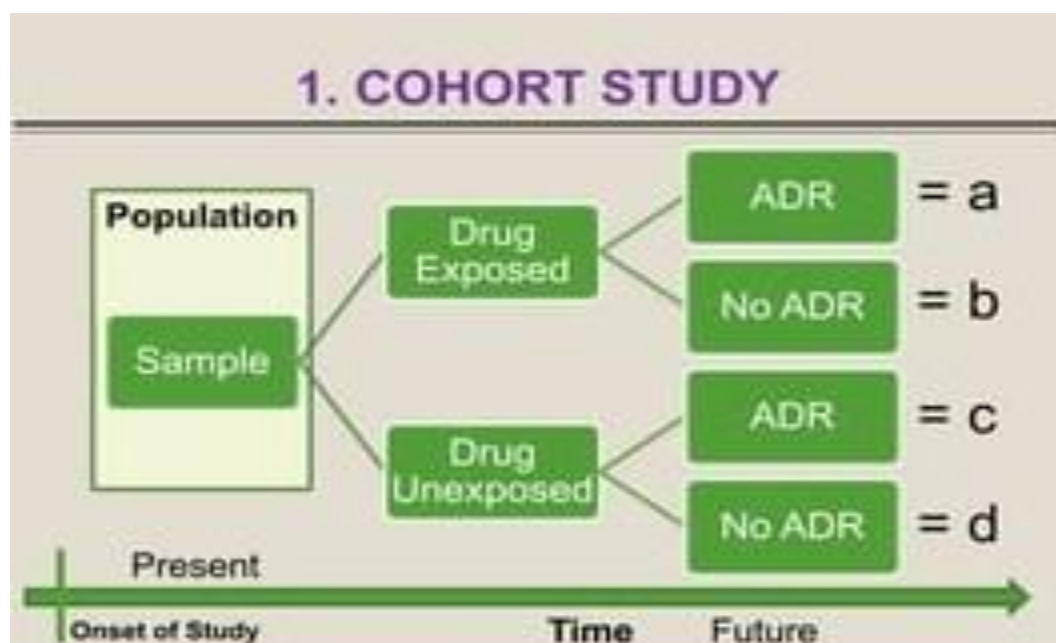 1. COHORT STUDY
Population
Sample
Drug
Exposed
Drug
Unexposed
ADR
= a
No ADR
= b
ADR
= c
No ADR
= d
Present
Onset of Study
Time
Future